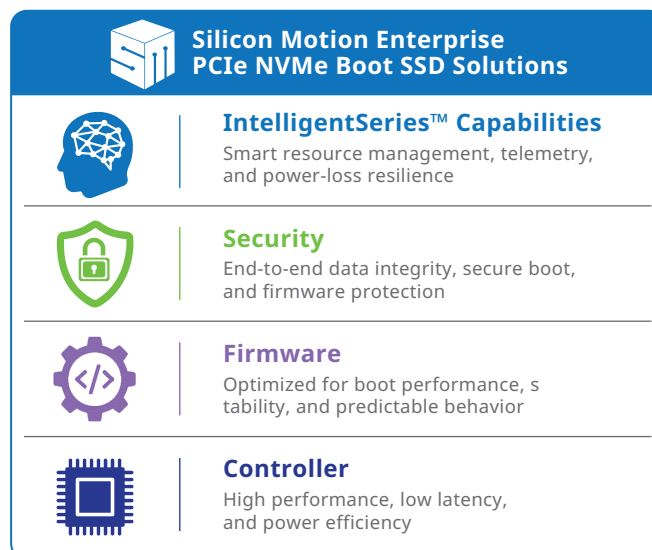 Silicon Motion Enterprise
PCIe NVMe Boot SSD Solutions
IntelligentSeries™ Capabilities
Smart resource management, telemetry,
and power-loss resilience
Security
End-to-end data integrity, secure boot,
and firmware protection
</>
Firmware
Optimized for boot performance, s
tability, and predictable behavior
Controller
High performance, low latency,
and power efficiency